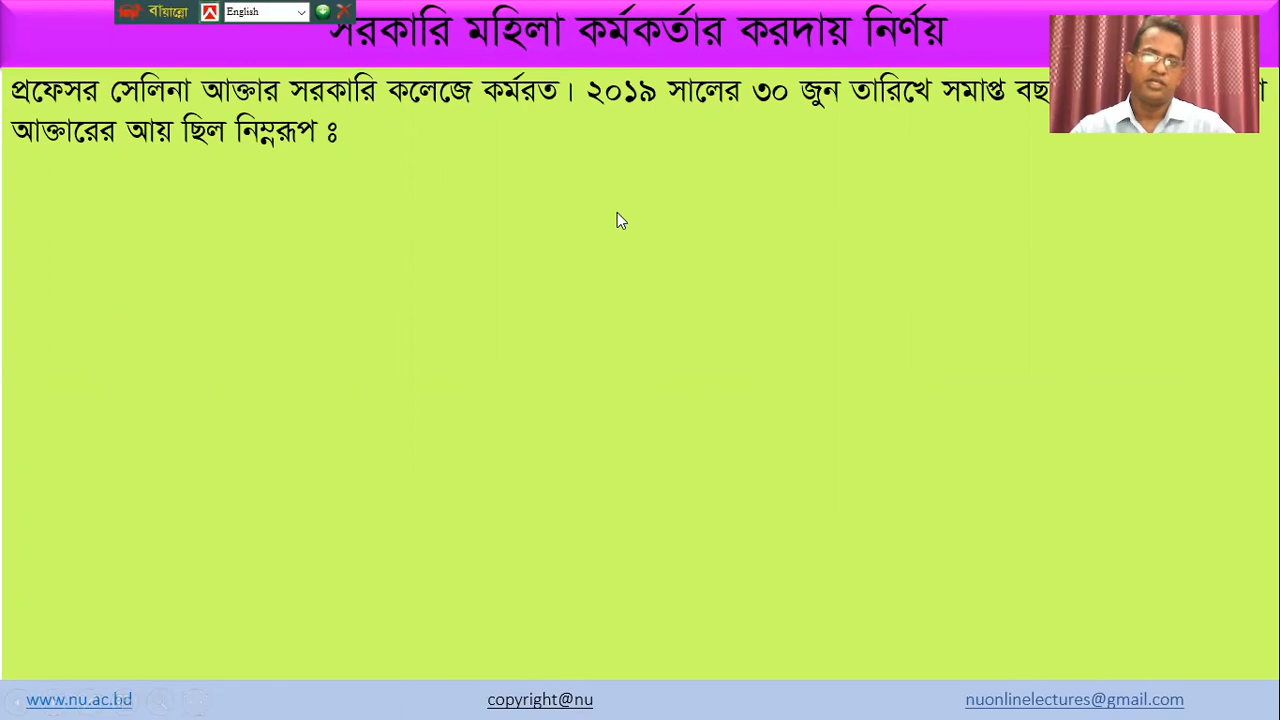 বাঁয়ান্নো English
সরকারি মহিলা কর্মকর্তার করদায় নির্ণয়
প্রফেসর সেলিনা আক্তার সরকারি কলেজে কর্মরত। ২০১৯ সালের ৩০ জুন তারিখে সমাপ্ত
আক্তারের আয় ছিল নিম্নরূপ ঃ
www.nu.ac.bd copyright@nu nuonlinelectures@gmail.com